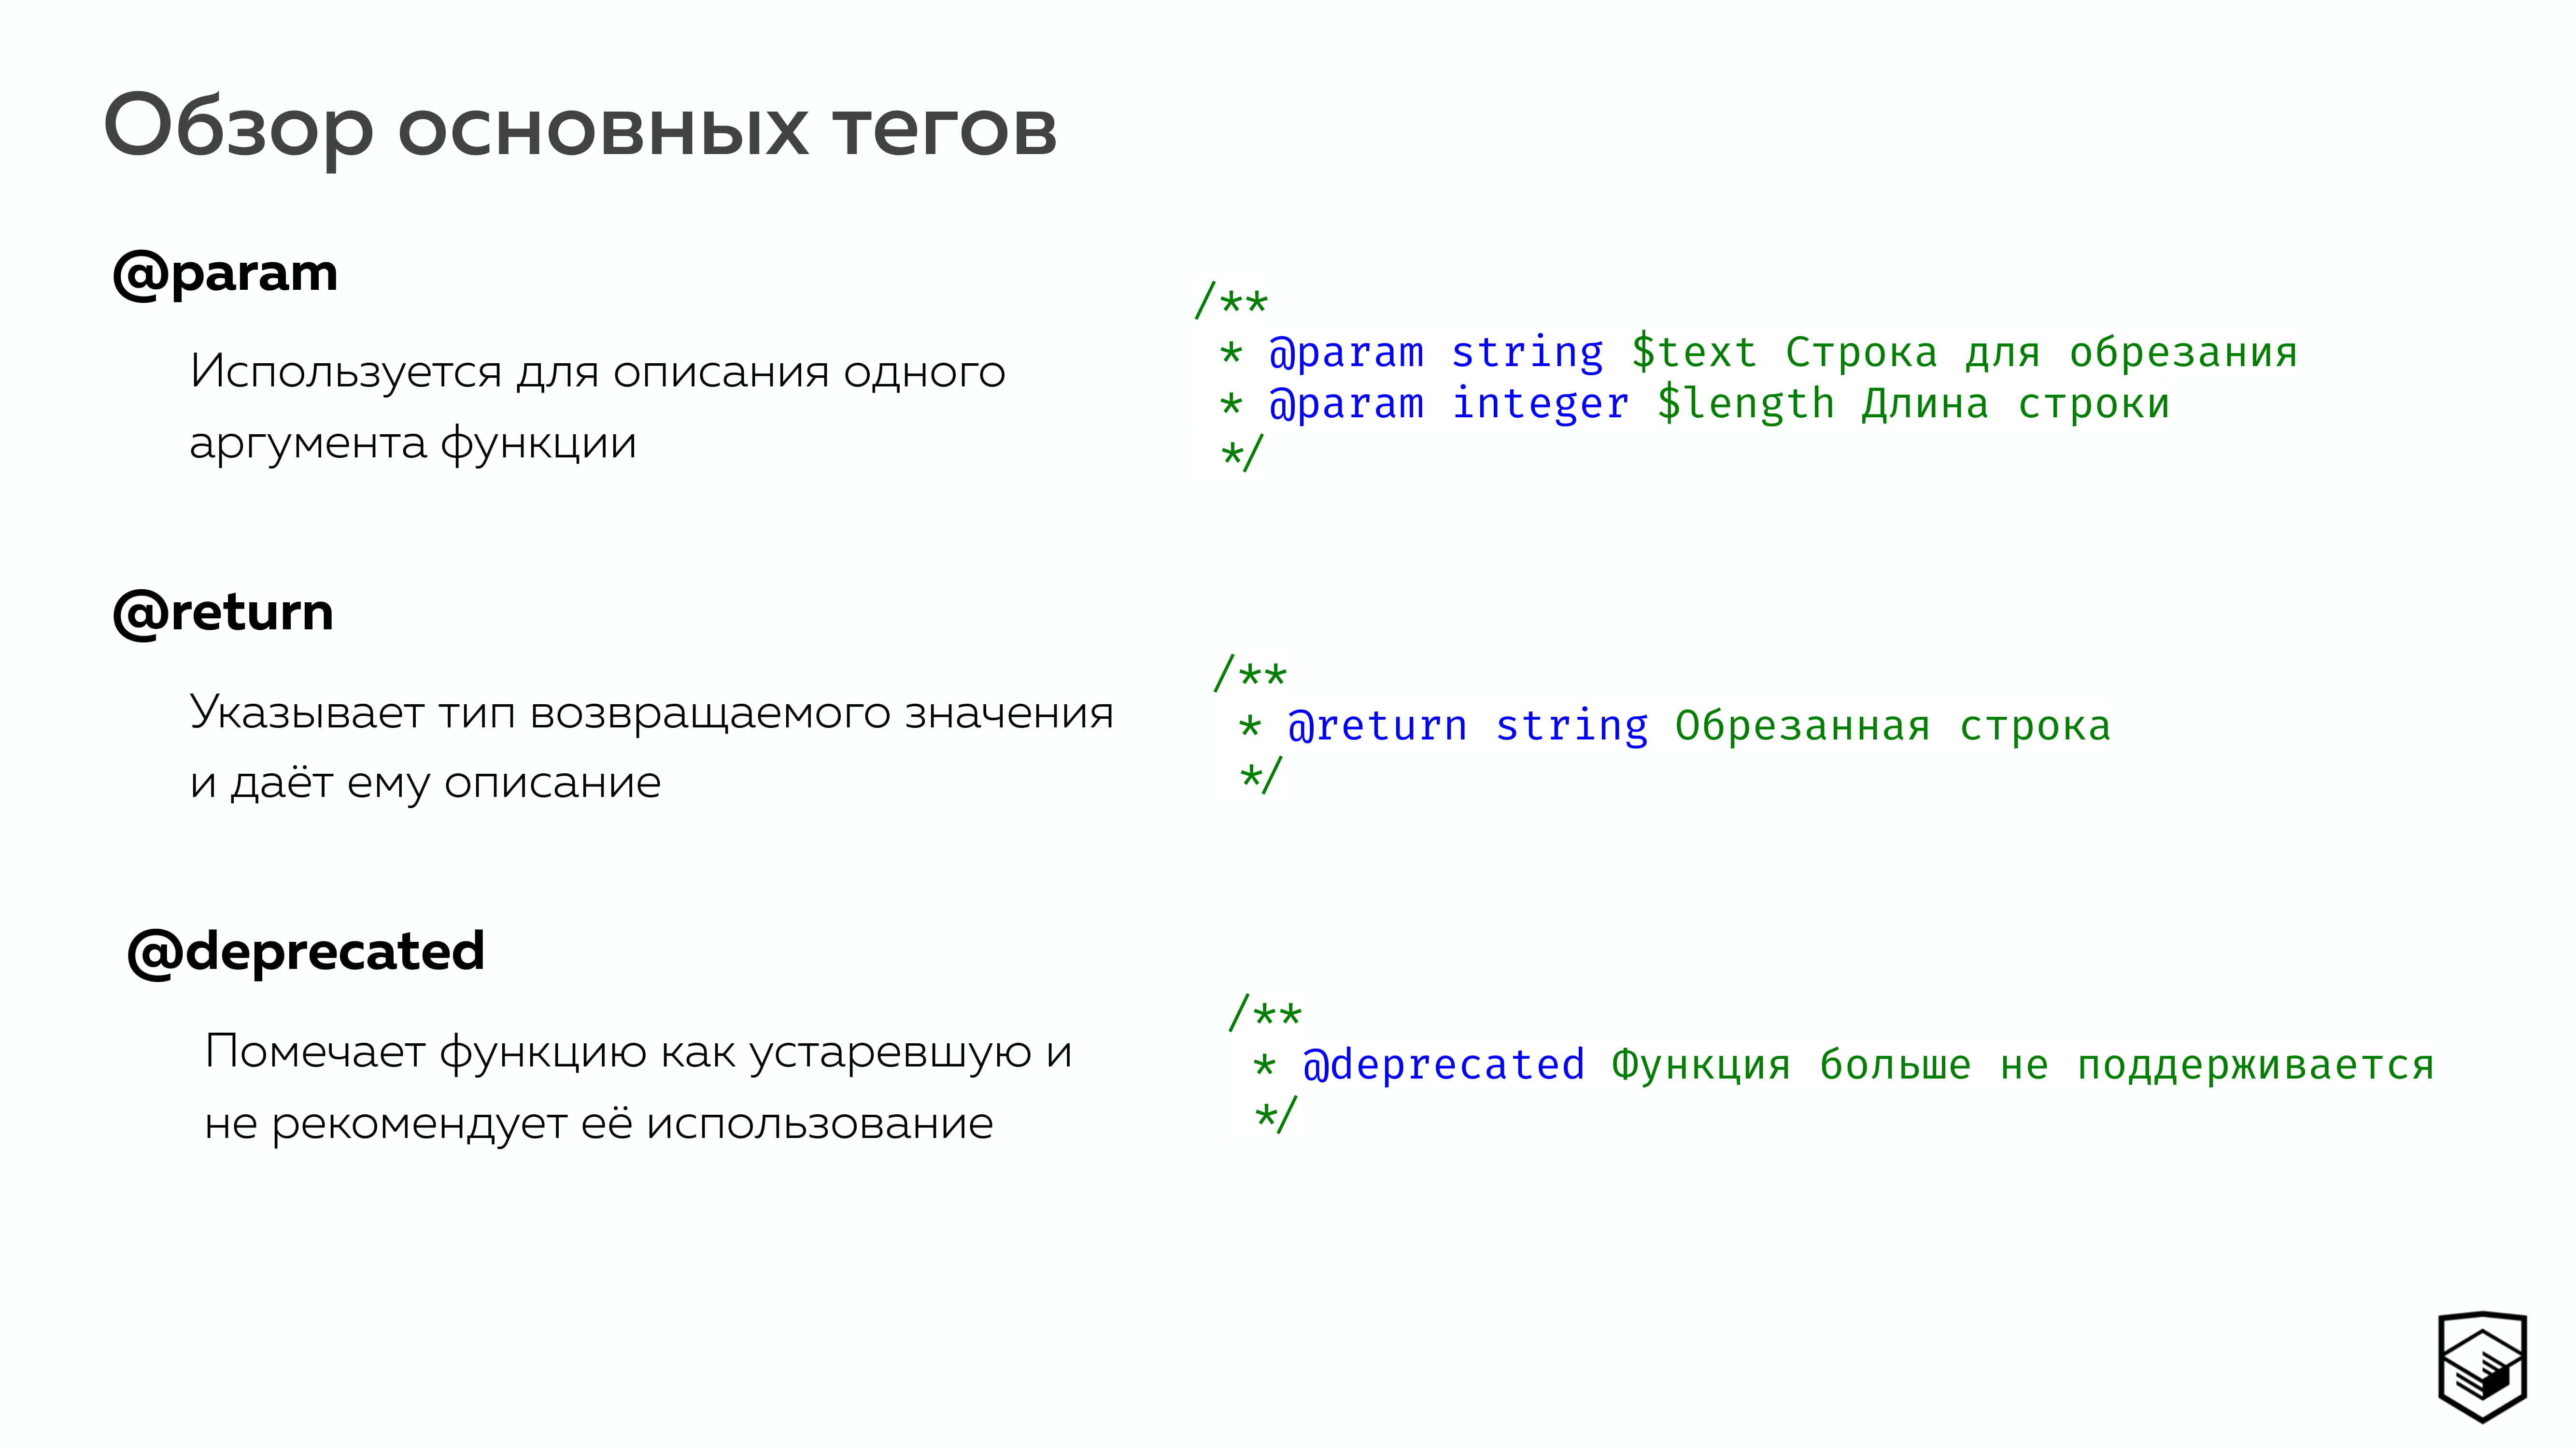 Обзор основных тегов
@param
Используется для описания одного
аргумента функции
/**
 * @param string $text Строка для обрезания
 * @param integer $length Длина строки
 */
@return
Указывает тип возвращаемого значения
и даёт ему описание
/**
 * @return string Обрезанная строка
 */
@deprecated
Помечает функцию как устаревшую и
не рекомендует её использование
/**
 * @deprecated Функция больше не поддерживается
 */